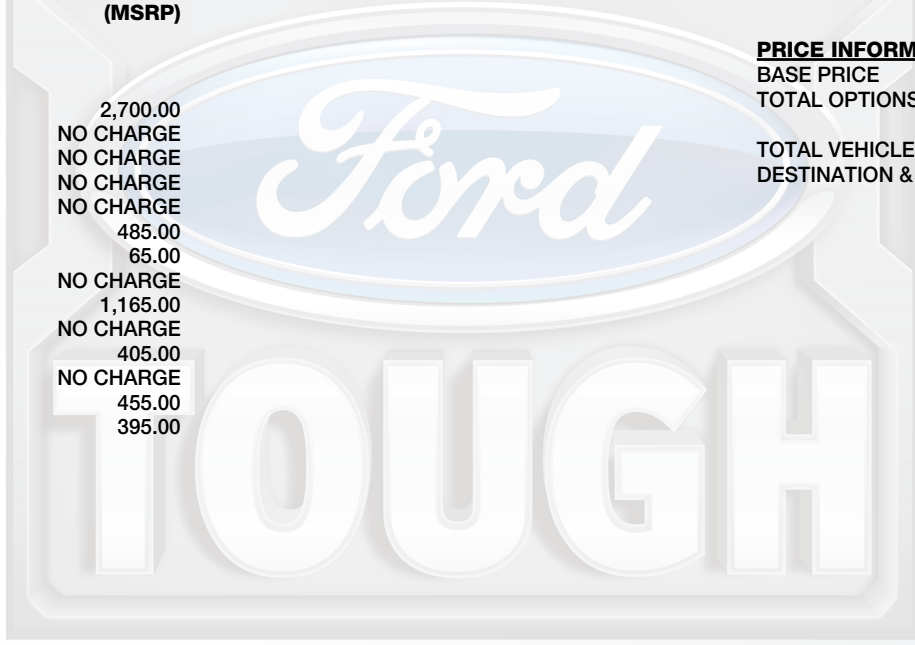 (MSRP)
2,700.00
NO CHARGE
NO CHARGE
NO CHARGE
NO CHARGE
485.00
65.00
NO CHARGE
1,165.00
NO CHARGE
405.00
NO CHARGE
455.00
395.00
PRICE INFORM
BASE PRICE
TOTAL OPTIONS
TOTAL VEHICLE
DESTINATION &
Ford
TOUGH